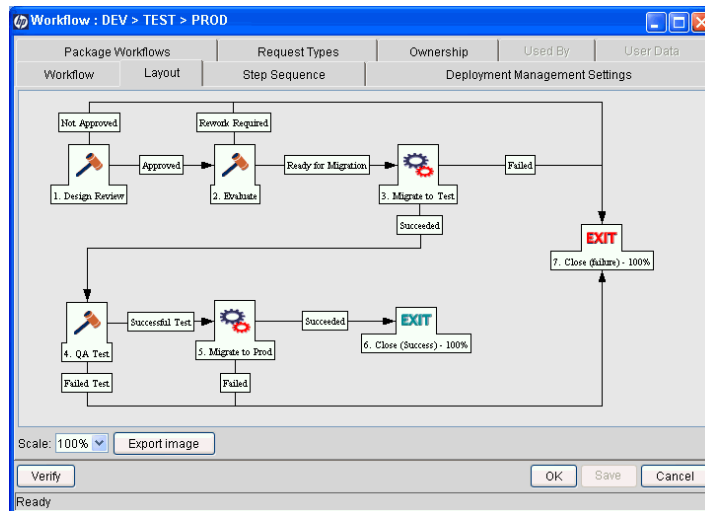 Workflow : DEV > TEST > PROD
Package Workflows Request Types Ownership Used By User Data
Workflow Layout Step Sequence Deployment Management Settings
Not Approved Rework Required
Approved Ready for Migration Failed
1. Design Review 2. Evaluate 3. Migrate to Test
Succeeded
EXIT
7. Close (failure) - 100%
Successful Test Succeeded EXIT
4. QA Test 5. Migrate to Prod 6. Close (Success) - 100%
Failed Test Failed
Scale: 100% Export image
Verify OK Save Cancel
Ready